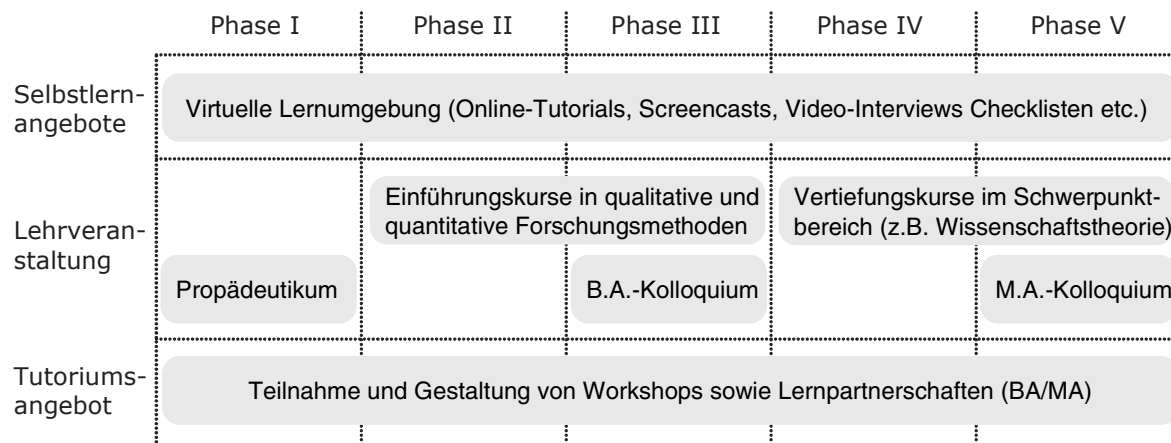 Phase I Phase II Phase III Phase IV Phase V
Selbstlern-
angebote
Virtuelle Lernumgebung (Online-Tutorials, Screencasts, Video-Interviews Checklisten etc.)
Lehrveran-
staltung
Einführungskurse in qualitative und
quantitative Forschungsmethoden
Vertiefungskurse im Schwerpunkt-
bereich (z.B. Wissenschaftstheorie)
Propädeutikum
B.A.-Kolloquium
M.A.-Kolloquium
Tutoriums-
angebot
Teilnahme und Gestaltung von Workshops sowie Lernpartnerschaften (BA/MA)